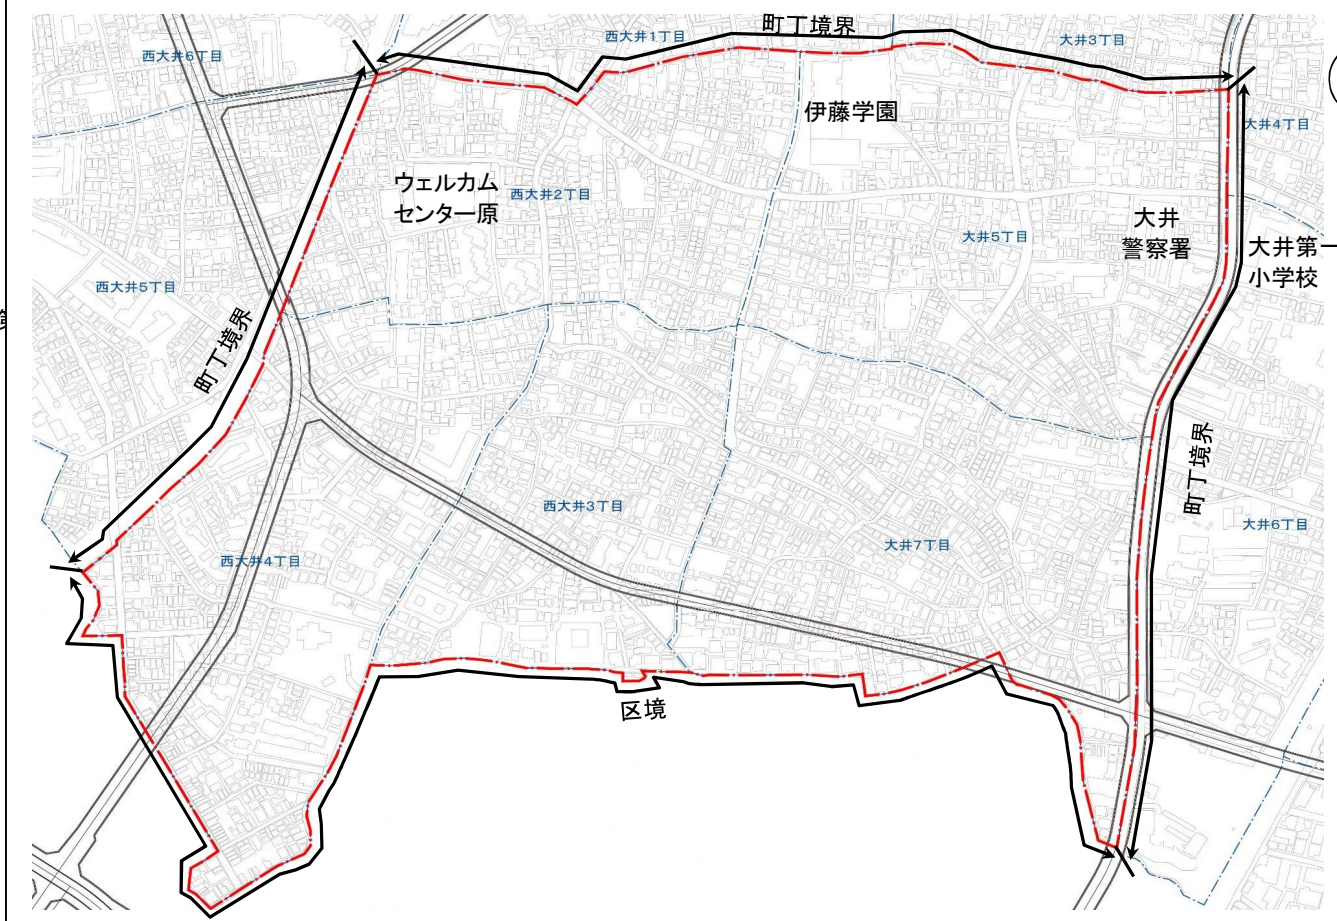 町丁境界
西大井1丁目
大井3丁目
西大井6丁目
伊藤学園
大井4丁目
ウェルカム
センター原
西大井2丁目
大井
警察署
大井5丁目
大井第一
小学校
西大井5丁目
町丁境界
町丁境界
西大井3丁目
大井6丁目
大井7丁目
西大井4丁目
区境